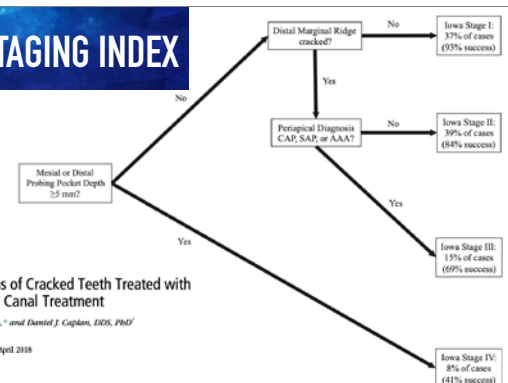 TAGING INDEX
Distal Marginal Ridge
cracked?
No
Iowa Stage I:
37% of cases
(93% success)
Yes
No
Periapical Diagnosis
CAP, SAP, or AAA?
No
Iowa Stage II:
39% of cases
(84% success)
Mesial or Distal
Probing Pocket Depth
≥5 mm?
Yes
Yes
Iowa Stage III:
15% of cases
(69% success)
s of Cracked Teeth Treated with
Canal Treatment
,* and Daniel J. Caplan, DDS, PhD†
April 2018
Iowa Stage IV:
8% of cases
(41% success)